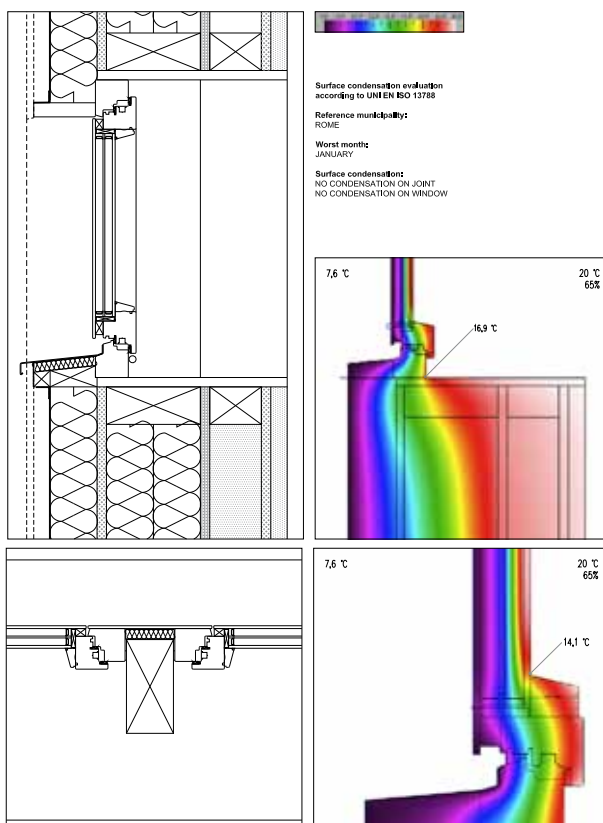 Surface condensation evaluation
according to UNI EN ISO 13788
Reference municipality:
ROME
Worst month:
JANUARY
Surface condensation:
NO CONDENSATION ON JOINT
NO CONDENSATION ON WINDOW
7,6 °C
20 °C
65%
16,9 °C
7,6 °C
20 °C
65%
14,1 °C